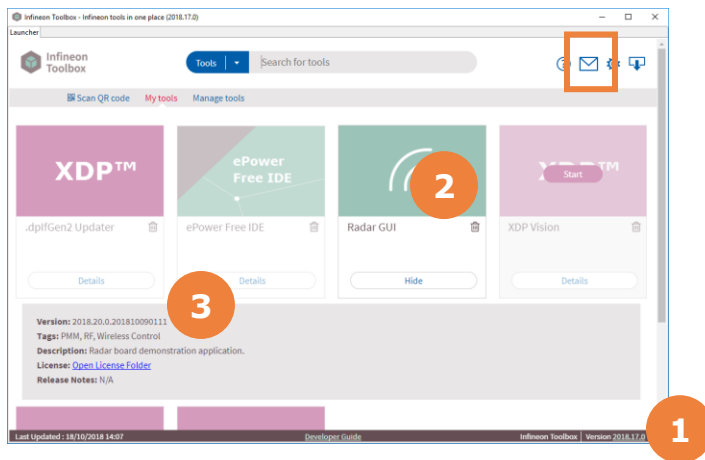 Infineon Toolbox - Infineon tools in one place (2018.17.0)
Launcher
Infineon
Toolbox
Tools
Search for tools
?
Scan QR code My tools Manage tools
XDP™
ePower
Free IDE
2
Start
.dpIfGen2 Updater ePower Free IDE Radar GUI XDP Vision
Details Details Hide Details
3
Version: 2018.20.0.201810090111
Tags: PMM, RF, Wireless Control
Description: Radar board demonstration application.
License: Open License Folder
Release Notes: N/A
1
Last Updated : 18/10/2018 14:07 Developer Guide Infineon Toolbox Version 2018.17.0